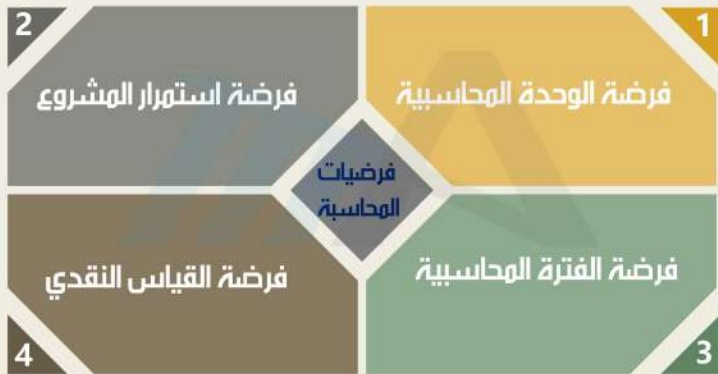 1
فرضة الوحدة المحاسبية
2
فرضة استمرار المشروع
فرضيات
المحاسبة
3
فرضة الفترة المحاسبية
4
فرضة القياس النقدي